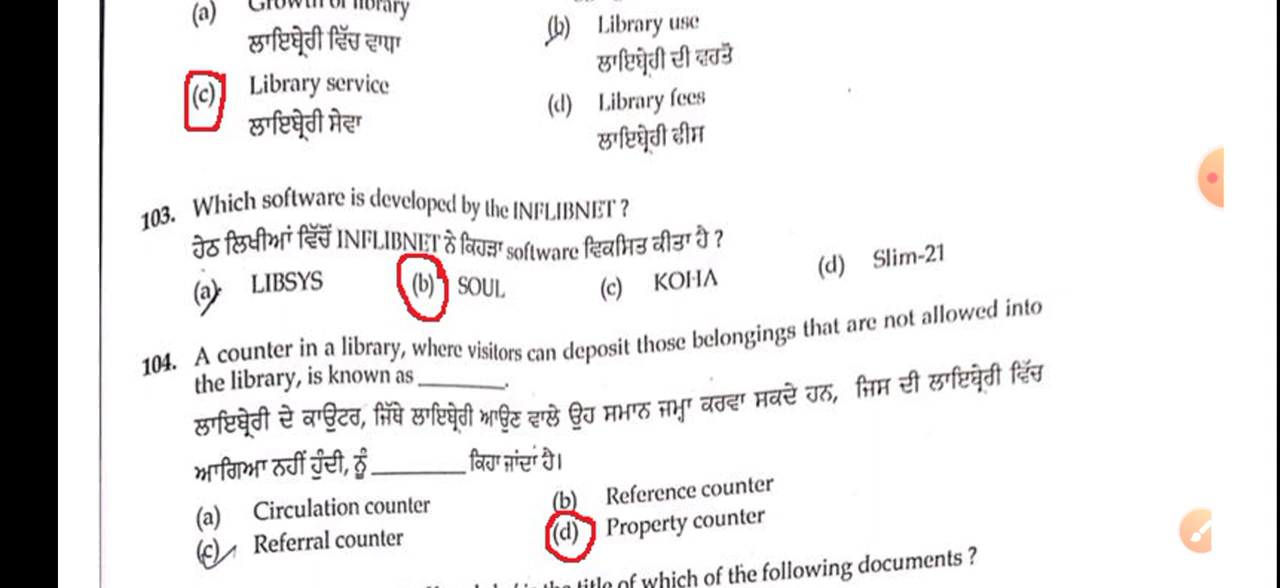 (a) Growth of library (b) Library use
ਲਾਇਬ੍ਰੇਰੀ ਵਿੱਚ ਵਾਧਾ ਲਾਇਬ੍ਰੇਰੀ ਦੀ ਵਰਤੋਂ
(c) Library service (d) Library fees
ਲਾਇਬ੍ਰੇਰੀ ਸੇਵਾ ਲਾਇਬ੍ਰੇਰੀ ਫੀਸ
103. Which software is developed by the INFLIBNET ?
ਹੇਠ ਲਿਖੀਆਂ ਵਿੱਚੋਂ INFLIBNET ਨੇ ਕਿਹੜਾ software ਵਿਕਸਿਤ ਕੀਤਾ ਹੈ ?
(a) LIBSYS (b) SOUL (c) KOHA (d) Slim-21
104. A counter in a library, where visitors can deposit those belongings that are not allowed into
the library, is known as ________.
ਲਾਇਬ੍ਰੇਰੀ ਦੇ ਕਾਉਂਟਰ, ਜਿੱਥੇ ਲਾਇਬ੍ਰੇਰੀ ਆਉਣ ਵਾਲੇ ਉਹ ਸਮਾਨ ਜਮ੍ਹਾ ਕਰਵਾ ਸਕਦੇ ਹਨ, ਜਿਸ ਦੀ ਲਾਇਬ੍ਰੇਰੀ ਵਿੱਚ
ਆਗਿਆ ਨਹੀਂ ਹੁੰਦੀ, ਨੂੰ ________ ਕਿਹਾ ਜਾਂਦਾ ਹੈ।
(a) Circulation counter (b) Reference counter
(c) Referral counter (d) Property counter
title of which of the following documents ?